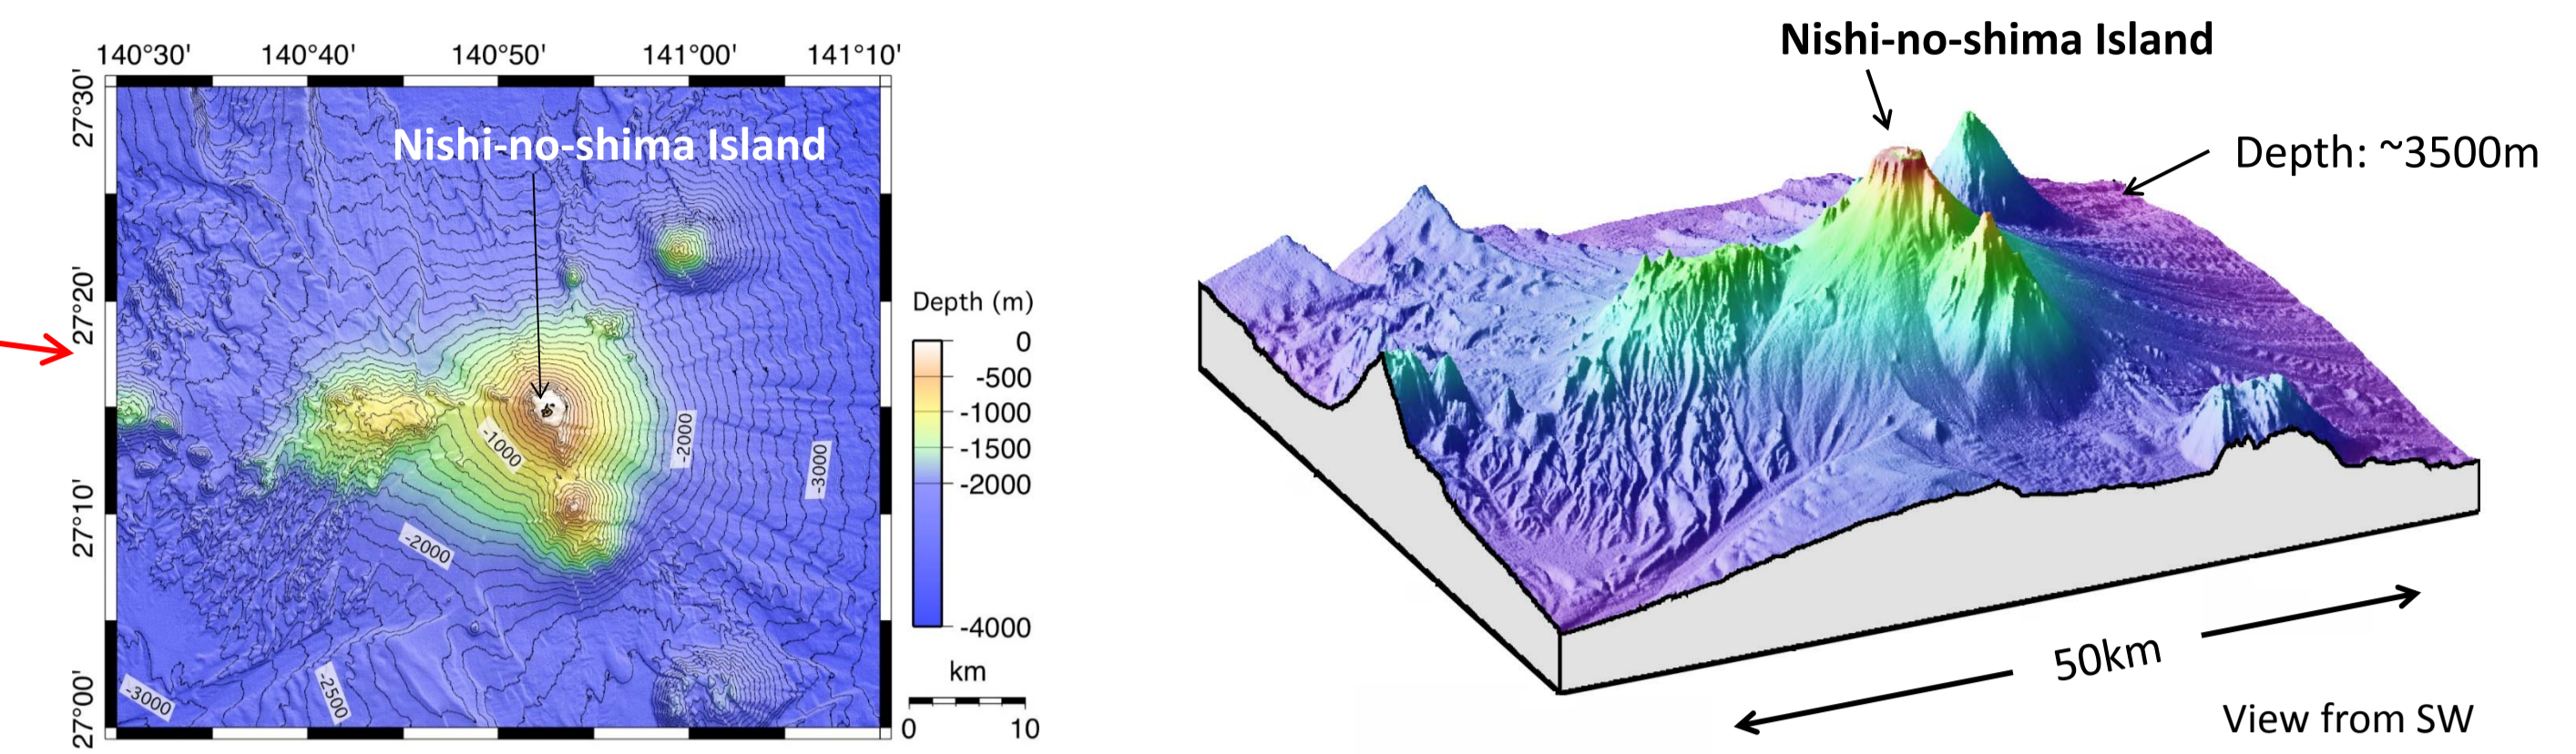 140°30' 140°40' 140°50' 141°00' 141°10'
27°30'
27°20'
27°10'
27°00'
Nishi-no-shima Island
-1000
-2000
-3000
-2000
-2500
-3000
Depth (m)
0
-500
-1000
-1500
-2000
-4000
km
0 10
Nishi-no-shima Island
Depth: ~3500m
50km
View from SW